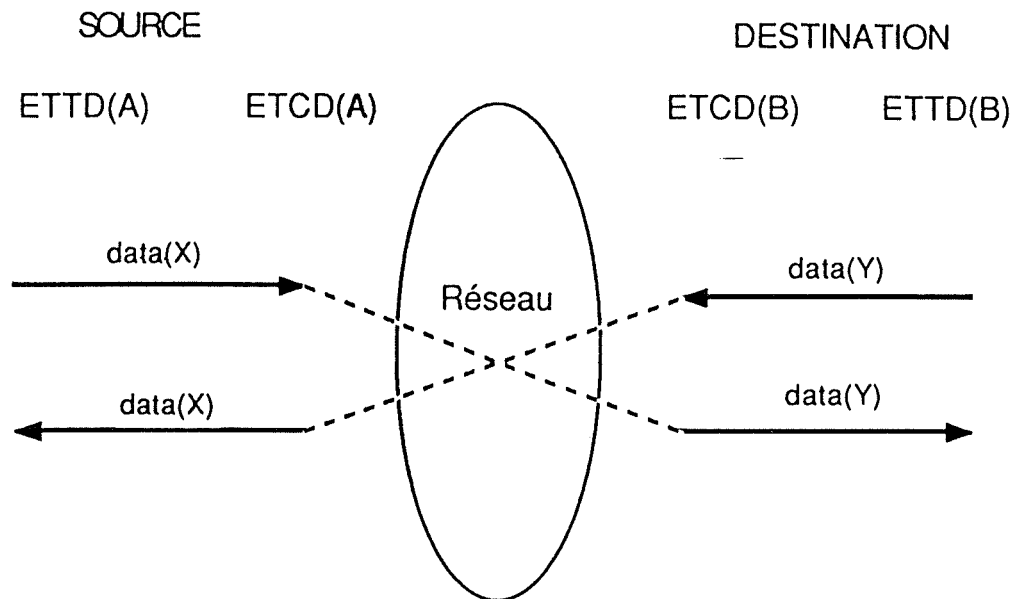 SOURCE
DESTINATION
ETTD(A) ETCD(A) ETCD(B) ETTD(B)
data(X) data(Y)
Réseau
data(X) data(Y)